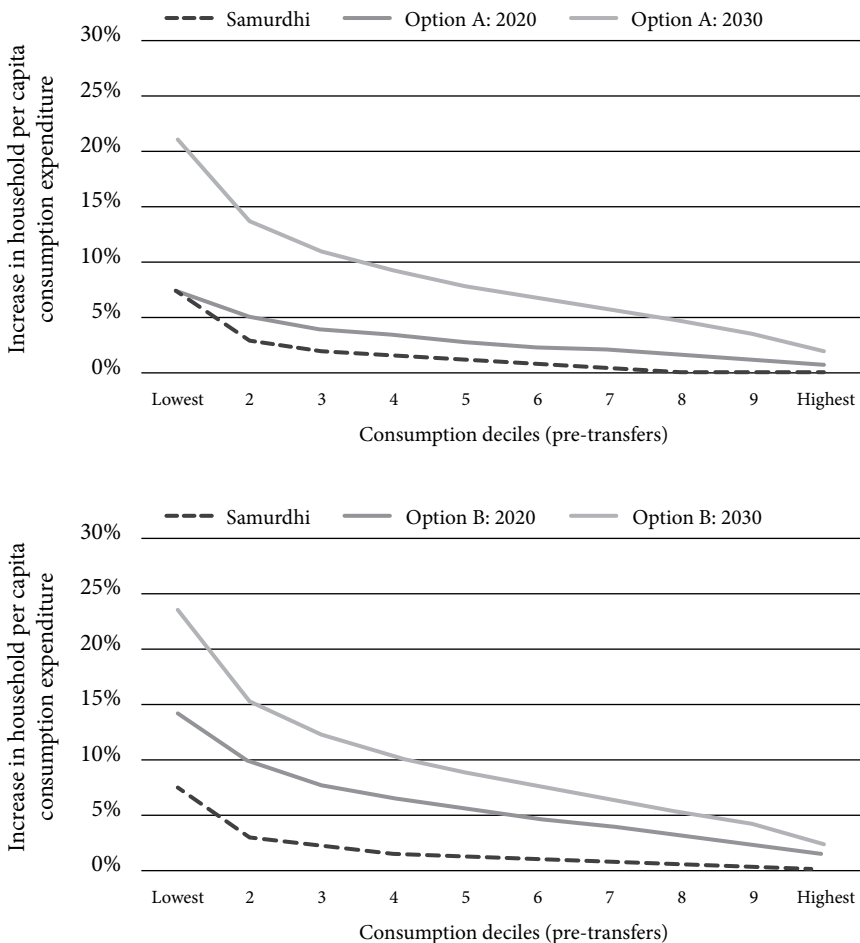 Samurdhi Option A: 2020 Option A: 2030
Increase in household per capita
consumption expenditure
30%
25%
20%
15%
10%
5%
0%
Lowest 2 3 4 5 6 7 8 9 Highest
Consumption deciles (pre-transfers)
Samurdhi Option B: 2020 Option B: 2030
Increase in household per capita
consumption expenditure
30%
25%
20%
15%
10%
5%
0%
Lowest 2 3 4 5 6 7 8 9 Highest
Consumption deciles (pre-transfers)